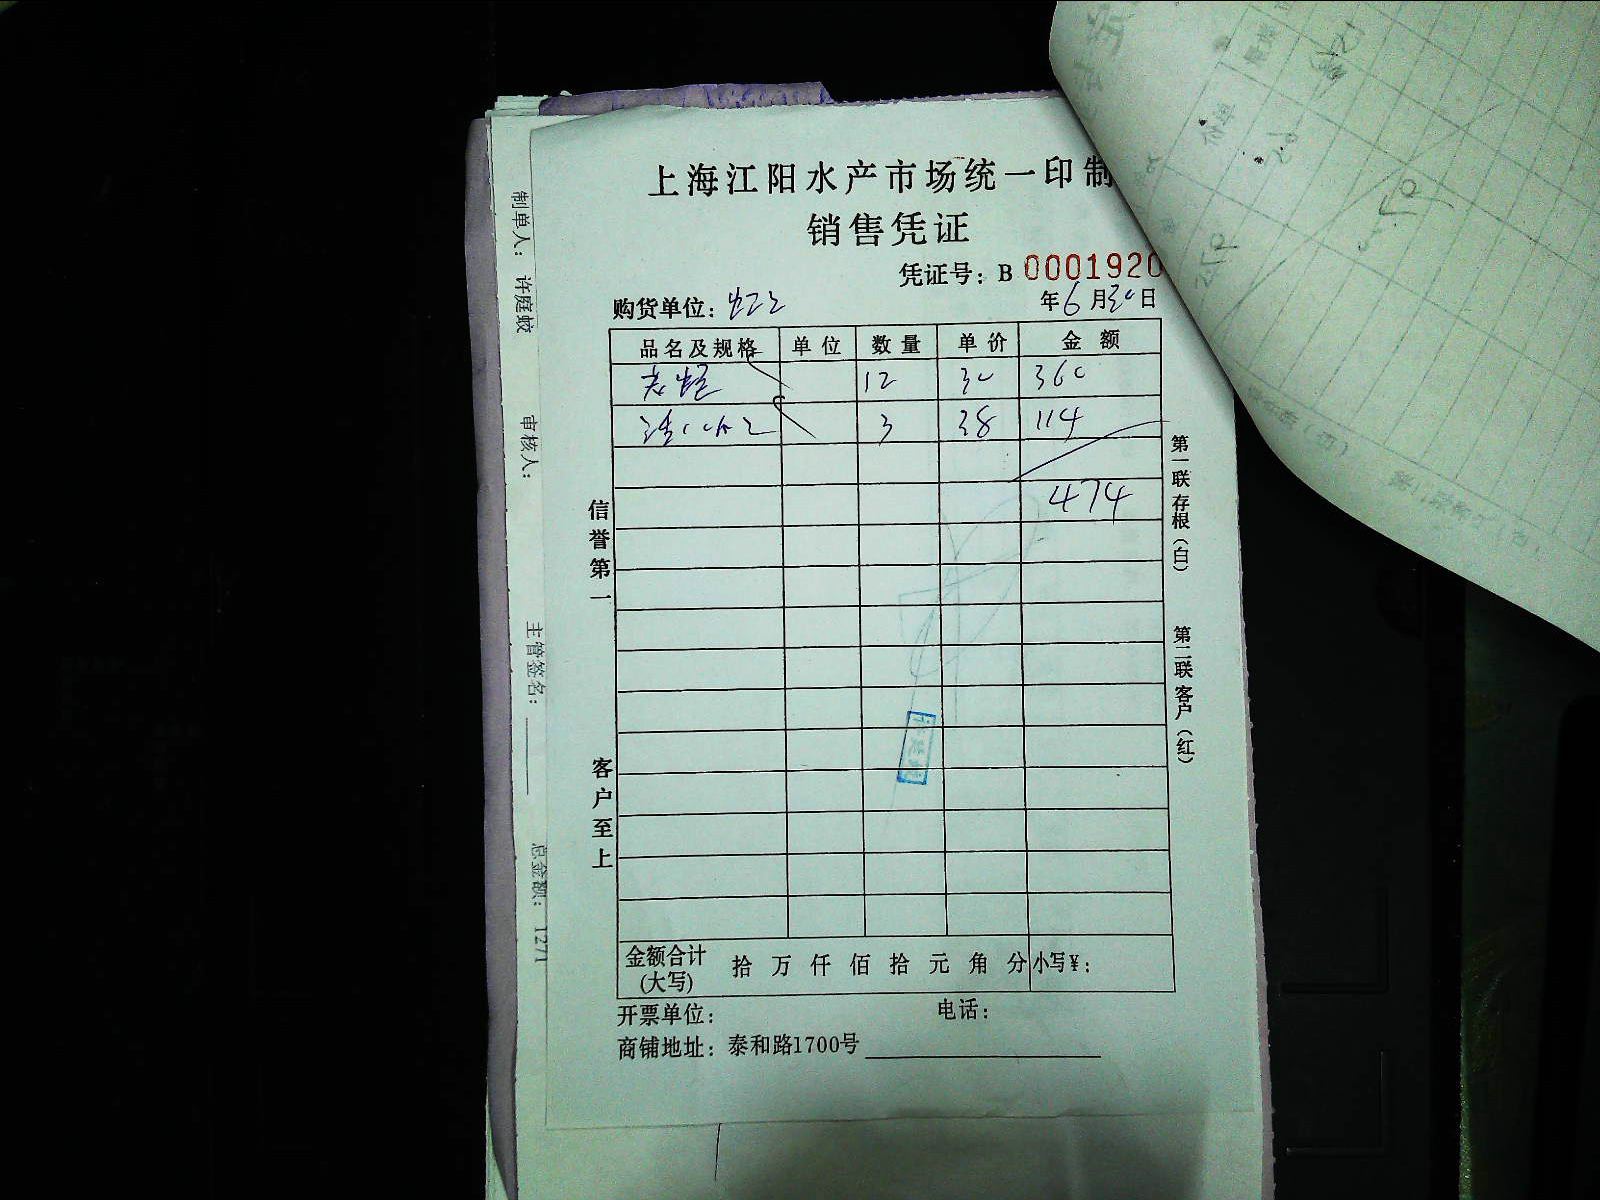 上海江阳水产市场统一印制
销售凭证
凭证号：B 0001920
购货单位：
年6月30日
品名及规格 单位 数量 单价 金额
12 30 360
3 38 114
474
信誉第一
客户至上
第一联存根（白）
第二联客户（红）
金额合计（大写） 拾 万 仟 佰 拾 元 角 分 小写¥：
开票单位： 电话：
商铺地址：泰和路1700号
制单人：许庭蛟
审核人：
主管签名：
总金额：1271